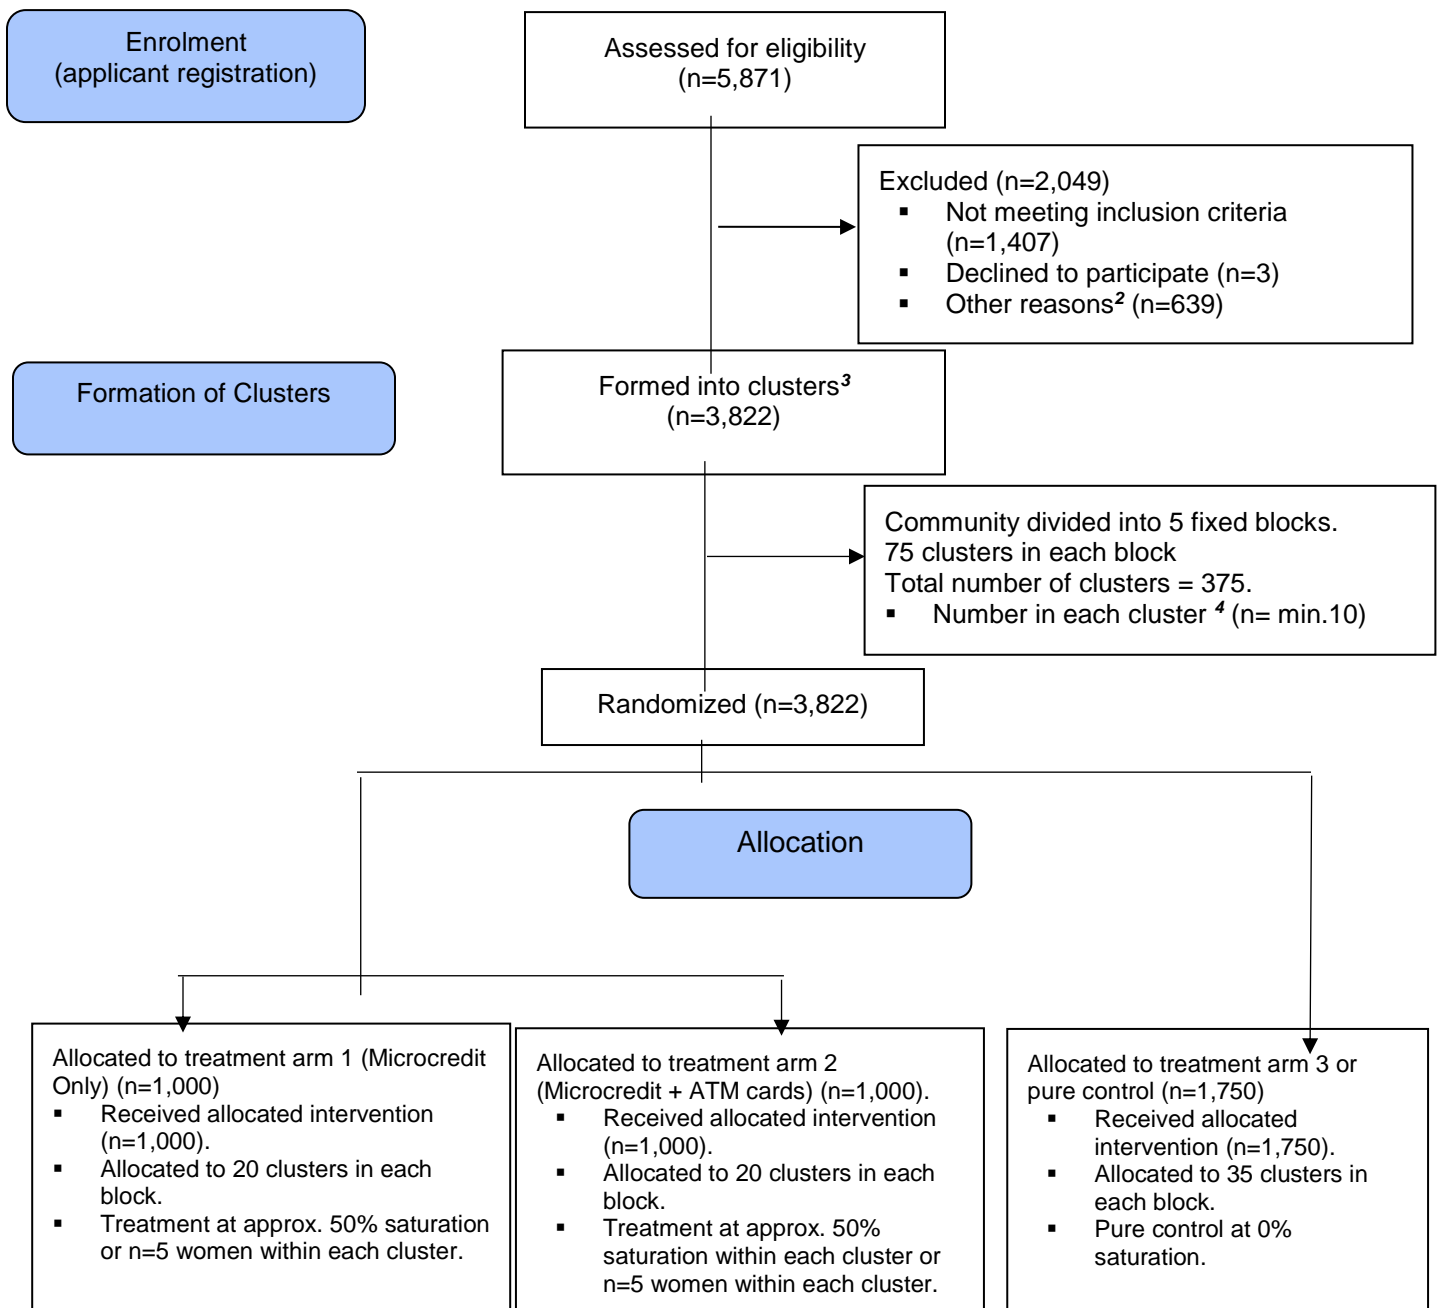 Enrolment
(applicant registration)
Assessed for eligibility
(n=5,871)
Excluded (n=2,049)
▪ Not meeting inclusion criteria
(n=1,407)
▪ Declined to participate (n=3)
▪ Other reasons² (n=639)
Formation of Clusters
Formed into clusters³
(n=3,822)
Community divided into 5 fixed blocks.
75 clusters in each block
Total number of clusters = 375.
▪ Number in each cluster ⁴ (n= min.10)
Randomized (n=3,822)
Allocation
Allocated to treatment arm 1 (Microcredit
Only) (n=1,000)
▪ Received allocated intervention
(n=1,000).
▪ Allocated to 20 clusters in each
block.
▪ Treatment at approx. 50% saturation
or n=5 women within each cluster.
Allocated to treatment arm 2
(Microcredit + ATM cards) (n=1,000).
▪ Received allocated intervention
(n=1,000).
▪ Allocated to 20 clusters in each
block.
▪ Treatment at approx. 50%
saturation within each cluster or
n=5 women within each cluster.
Allocated to treatment arm 3 or
pure control (n=1,750)
▪ Received allocated
intervention (n=1,750).
▪ Allocated to 35 clusters in
each block.
▪ Pure control at 0%
saturation.